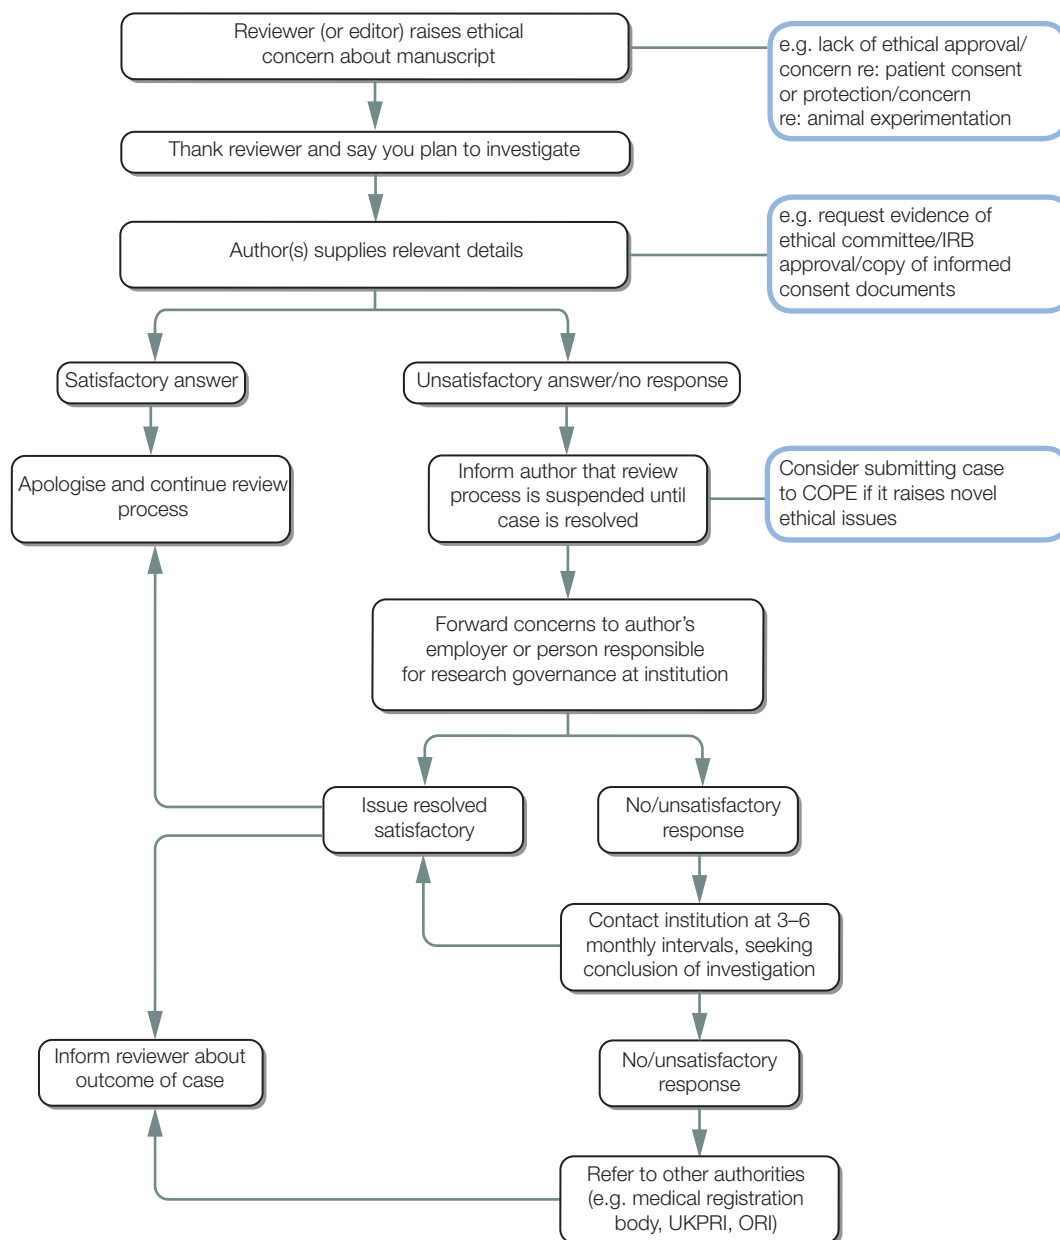 Reviewer (or editor) raises ethical
concern about manuscript
e.g. lack of ethical approval/
concern re: patient consent
or protection/concern
re: animal experimentation
Thank reviewer and say you plan to investigate
Author(s) supplies relevant details
e.g. request evidence of
ethical committee/IRB
approval/copy of informed
consent documents
Satisfactory answer
Unsatisfactory answer/no response
Apologise and continue review
process
Inform author that review
process is suspended until
case is resolved
Consider submitting case
to COPE if it raises novel
ethical issues
Forward concerns to author’s
employer or person responsible
for research governance at institution
Issue resolved
satisfactory
No/unsatisfactory
response
Contact institution at 3–6
monthly intervals, seeking
conclusion of investigation
Inform reviewer about
outcome of case
No/unsatisfactory
response
Refer to other authorities
(e.g. medical registration
body, UKPRI, ORI)